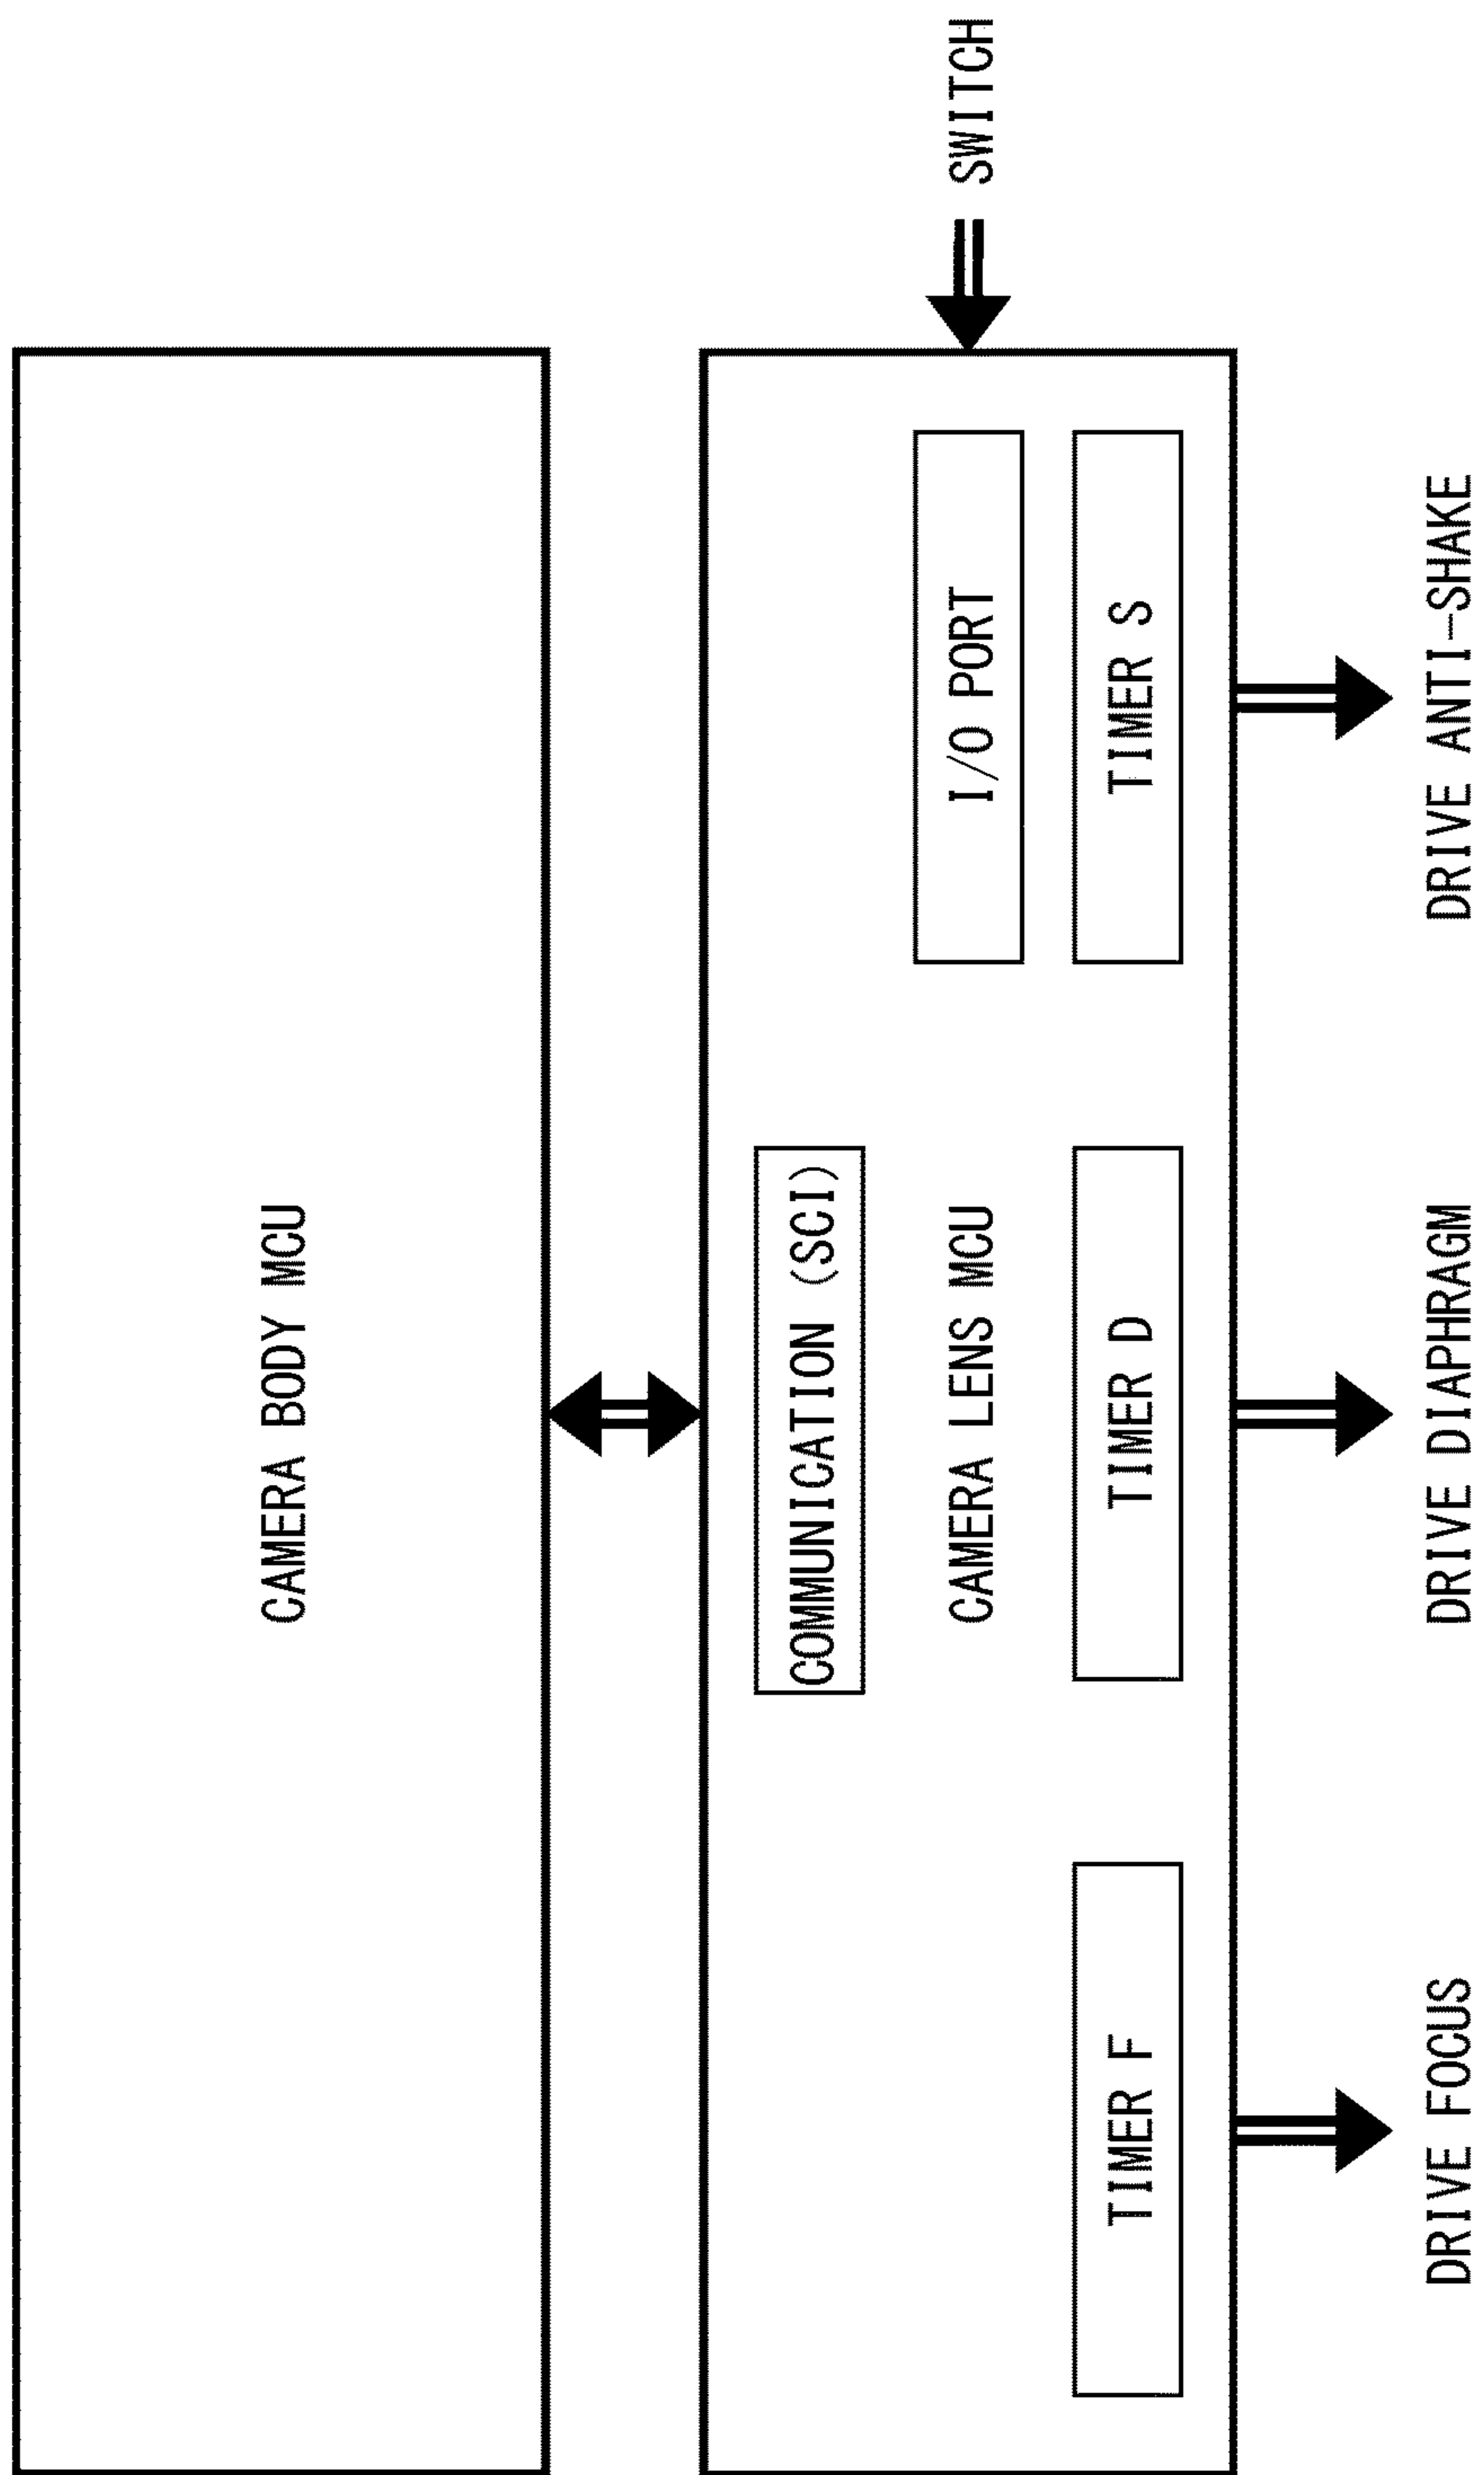 CAMERA BODY MCU
COMMUNICATION (SCI)
CAMERA LENS MCU
I/O PORT
SWITCH
TIMER F
TIMER D
TIMER S
DRIVE FOCUS
DRIVE DIAPHRAGM
DRIVE ANTI-SHAKE